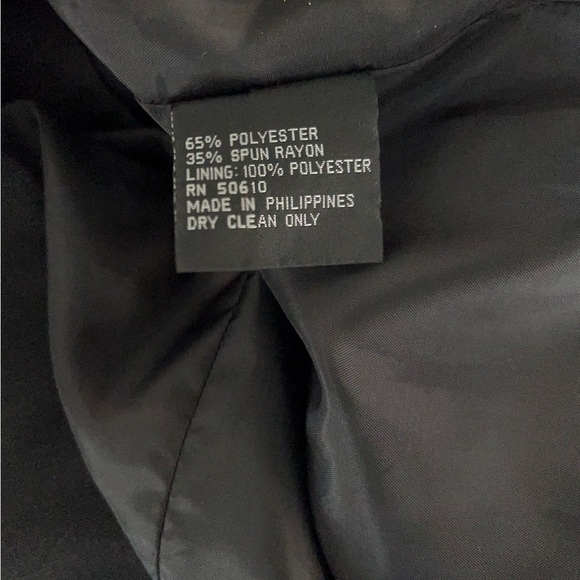 65% POLYESTER
35% SPUN RAYON
LINING: 100% POLYESTER
RN 50610
MADE IN PHILIPPINES
DRY CLEAN ONLY